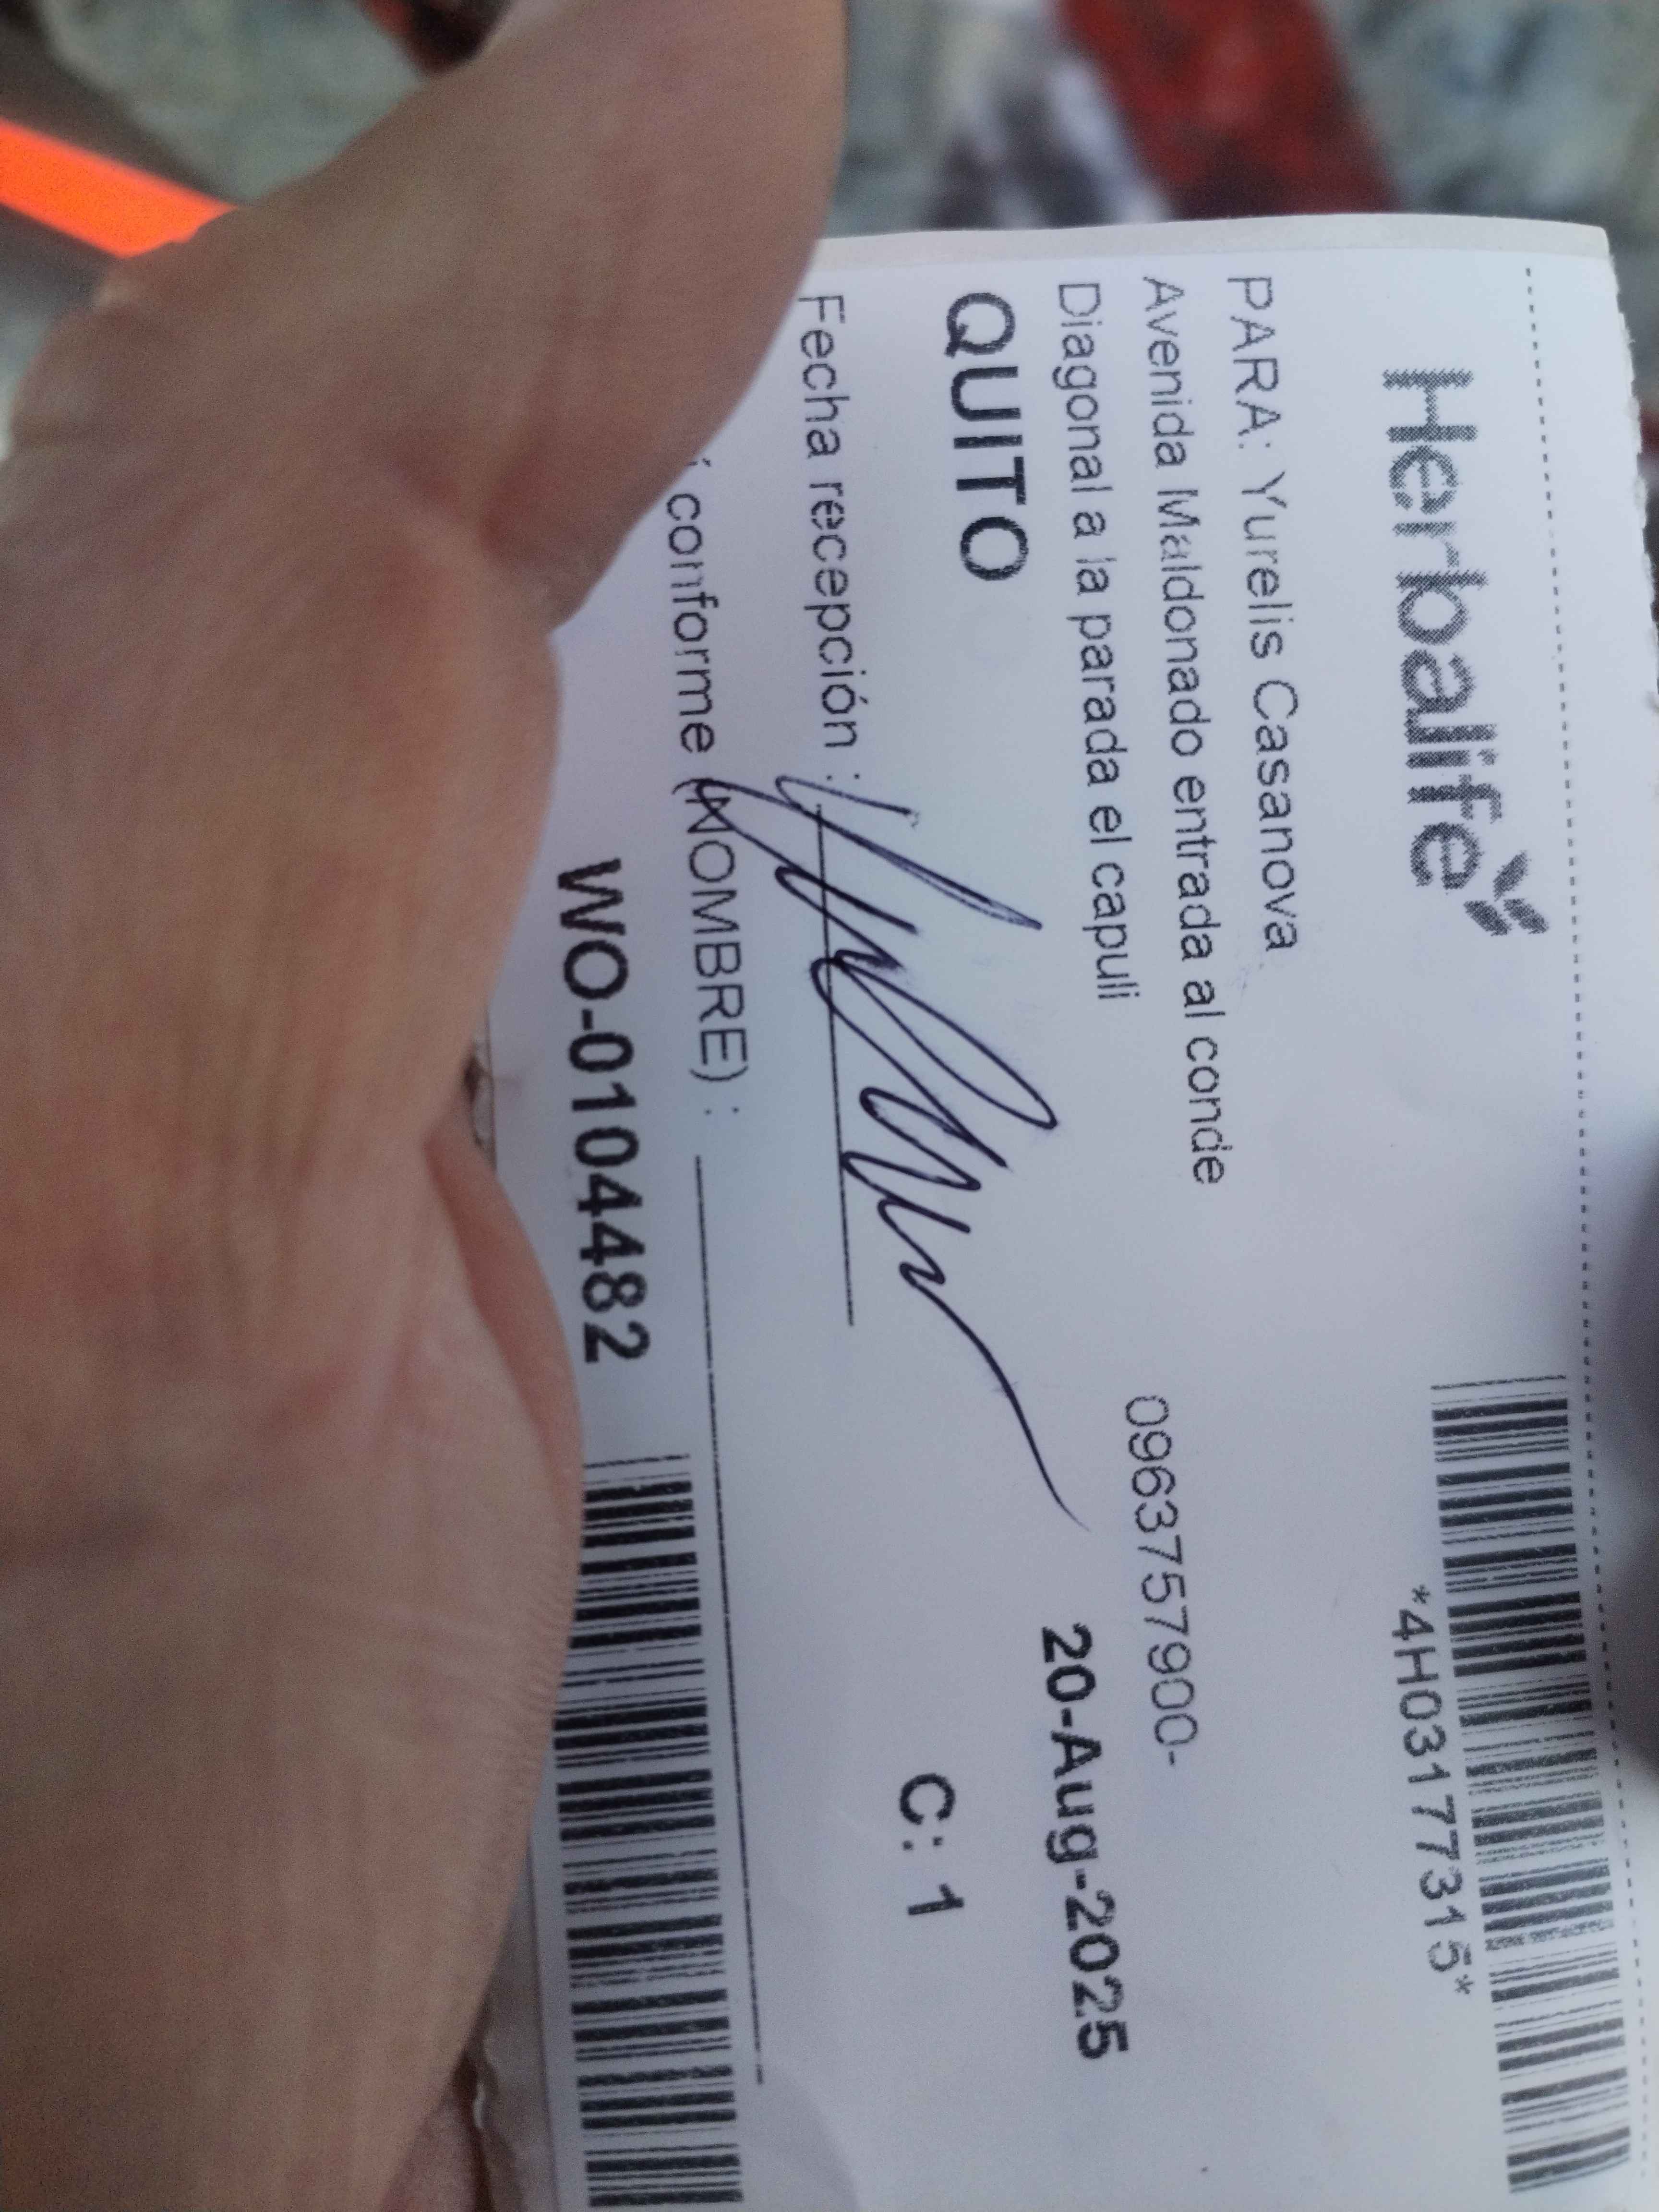 Herbalife
*4H03177315*
PARA: Yurelis Casanova
Avenida Maldonado entrada al conde
Diagonal a la parada el capuli
0963757900-
QUITO
20-Aug-2025
Fecha recepción :
C: 1
í conforme (NOMBRE) :
WO-0104482